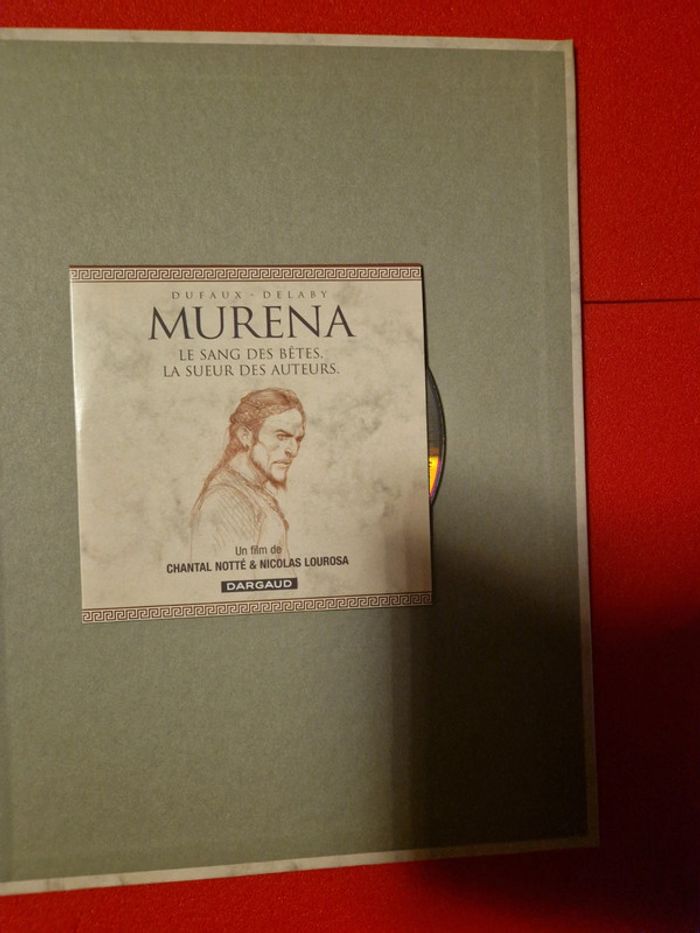 DUFAUX - DELABY
MURENA
LE SANG DES BÊTES.
LA SUEUR DES AUTEURS.
Un film de
CHANTAL NOTTÉ & NICOLAS LOUROSA
DARGAUD